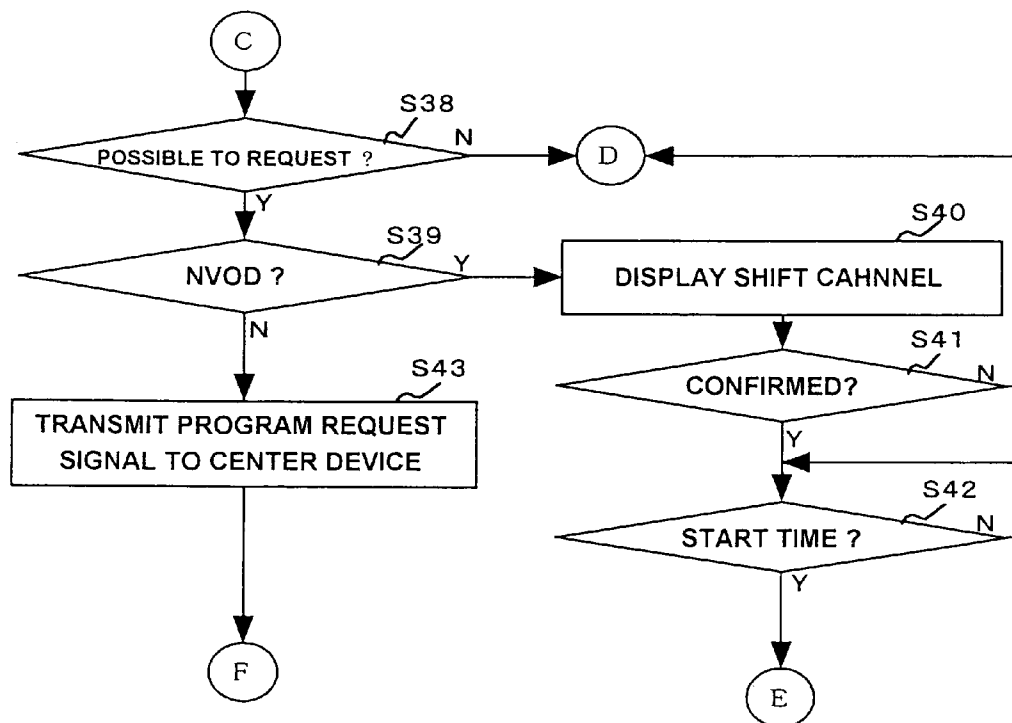 C
S38
POSSIBLE TO REQUEST ?
N
D
Y
S39
NVOD ?
Y
S40
DISPLAY SHIFT CAHNNEL
N
S41
CONFIRMED?
N
S43
TRANSMIT PROGRAM REQUEST
SIGNAL TO CENTER DEVICE
Y
S42
START TIME ?
N
Y
F
E